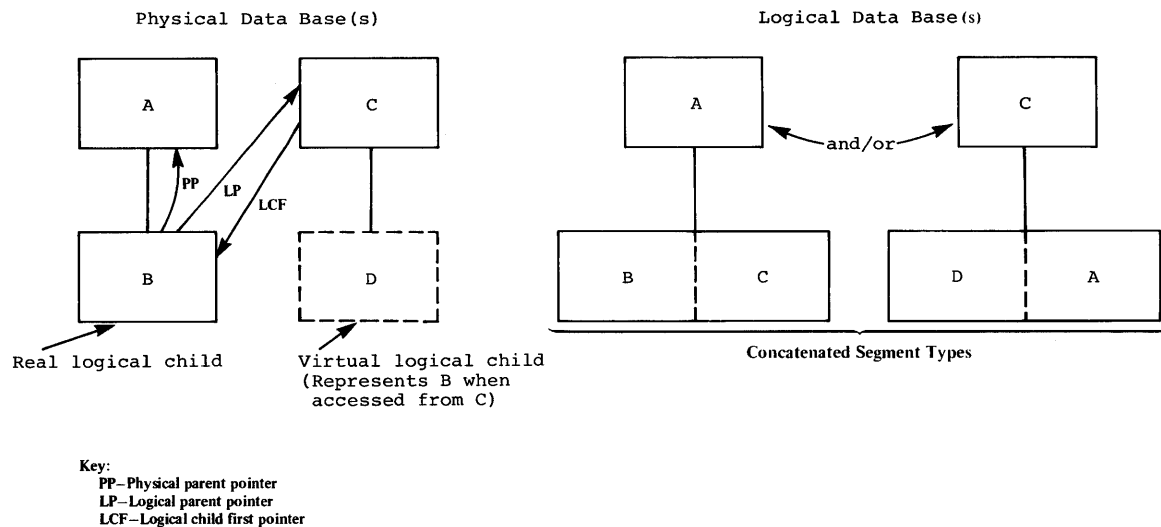 Physical Data Base(s)
Logical Data Base(s)
A
C
A
C
and/or
PP
LP
LCF
B
D
B
C
D
A
Real logical child
Virtual logical child
(Represents B when
accessed from C)
Concatenated Segment Types
Key:
PP–Physical parent pointer
LP–Logical parent pointer
LCF–Logical child first pointer